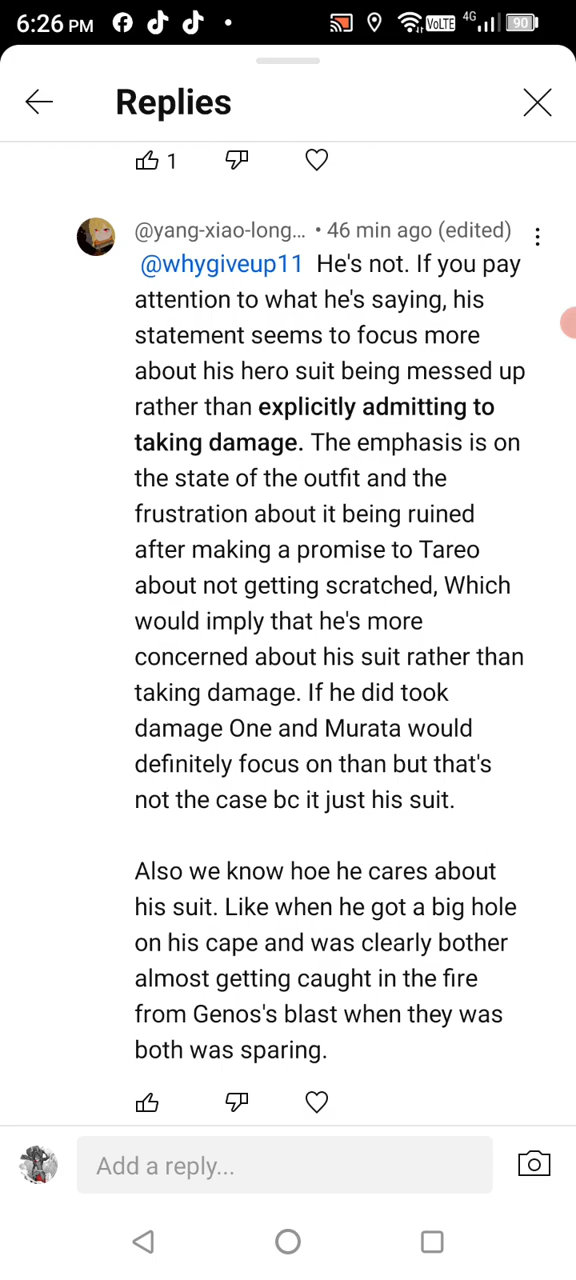 6:26 PM
VoLTE
4G
90
Replies
1
@yang-xiao-long... • 46 min ago (edited)
@whygiveup11 He's not. If you pay
attention to what he's saying, his
statement seems to focus more
about his hero suit being messed up
rather than explicitly admitting to
taking damage. The emphasis is on
the state of the outfit and the
frustration about it being ruined
after making a promise to Tareo
about not getting scratched, Which
would imply that he's more
concerned about his suit rather than
taking damage. If he did took
damage One and Murata would
definitely focus on than but that's
not the case bc it just his suit.
Also we know hoe he cares about
his suit. Like when he got a big hole
on his cape and was clearly bother
almost getting caught in the fire
from Genos's blast when they was
both was sparing.
Add a reply...